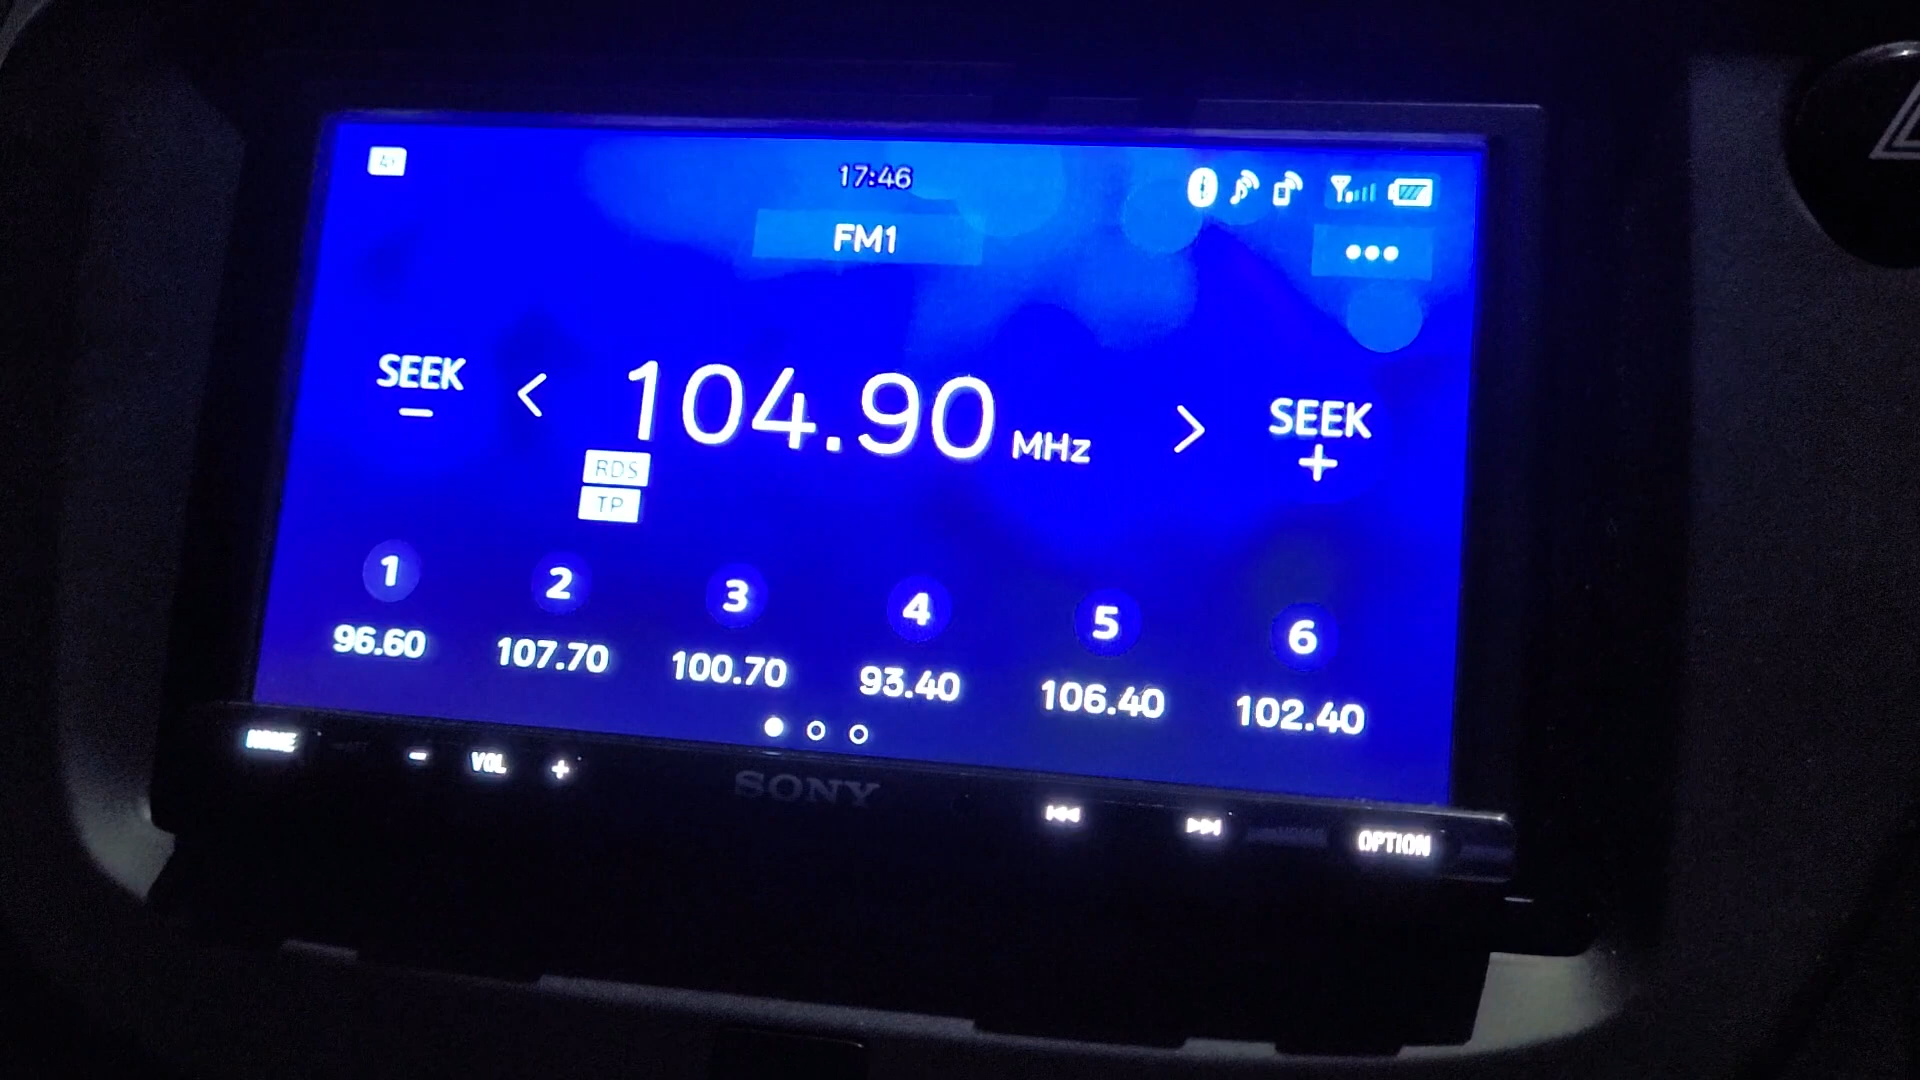 17:46
FM1
SEEK
–
<
104.90 MHz
>
SEEK
+
RDS
TP
1
2
3
4
5
6
96.60
107.70
100.70
93.40
106.40
102.40
HOME
–
VOL
+
SONY
OPTION